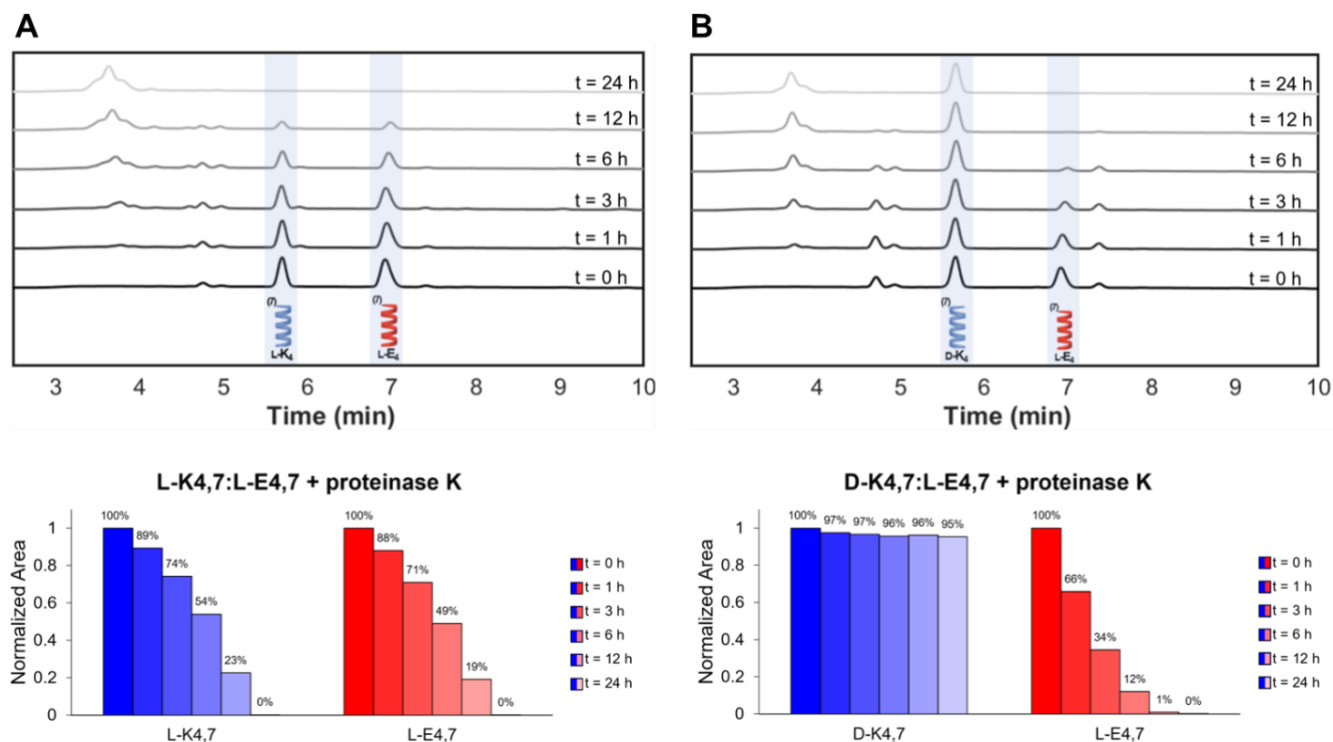 A
t = 24 h
t = 12 h
t = 6 h
t = 3 h
t = 1 h
t = 0 h
(S)
(S)
L-K4
L-E4
3 4 5 6 7 8 9 10
Time (min)
B
t = 24 h
t = 12 h
t = 6 h
t = 3 h
t = 1 h
t = 0 h
(S)
(S)
D-K4
L-E4
3 4 5 6 7 8 9 10
Time (min)
L-K4,7:L-E4,7 + proteinase K
Normalized Area
1
0.8
0.6
0.4
0.2
0
100%
89%
74%
54%
23%
0%
100%
88%
71%
49%
19%
0%
L-K4,7
L-E4,7
t = 0 h
t = 1 h
t = 3 h
t = 6 h
t = 12 h
t = 24 h
D-K4,7:L-E4,7 + proteinase K
Normalized Area
1
0.8
0.6
0.4
0.2
0
100%
97%
97%
96%
96%
95%
100%
66%
34%
12%
1%
0%
D-K4,7
L-E4,7
t = 0 h
t = 1 h
t = 3 h
t = 6 h
t = 12 h
t = 24 h